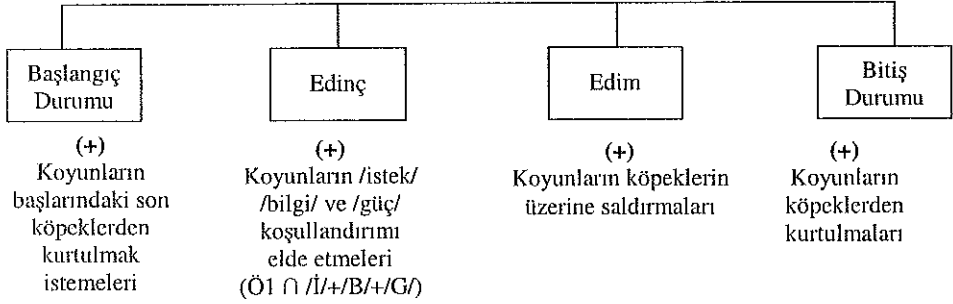 Başlangıç
Durumu
(+)
Koyunların
başlarındaki son
köpeklerden
kurtulmak
istemeleri
Edinç
(+)
Koyunların /istek/
/bilgi/ ve /güç/
koşullandırımı
elde etmeleri
(Ö1 ∩ /İ/+/B/+/G/)
Edim
(+)
Koyunların köpeklerin
üzerine saldırmaları
Bitiş
Durumu
(+)
Koyunların
köpeklerden
kurtulmaları